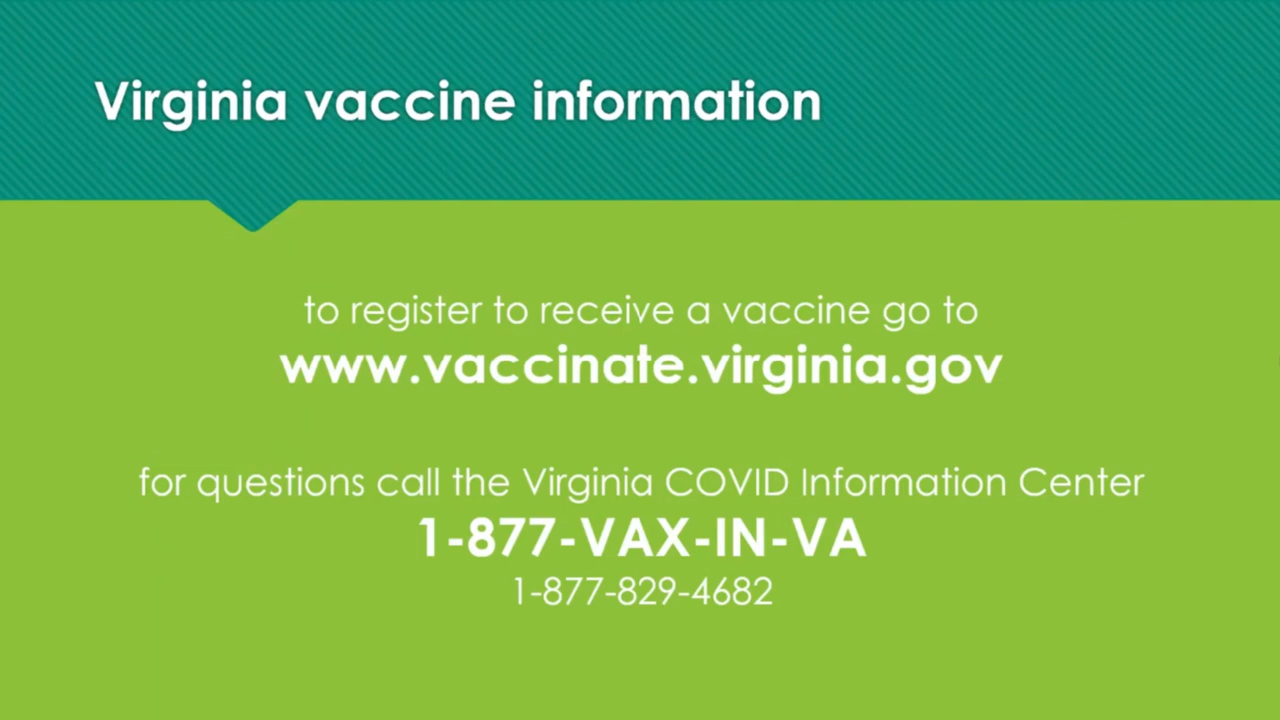 Virginia vaccine information
to register to receive a vaccine go to
www.vaccinate.virginia.gov
for questions call the Virginia COVID Information Center
1-877-VAX-IN-VA
1-877-829-4682